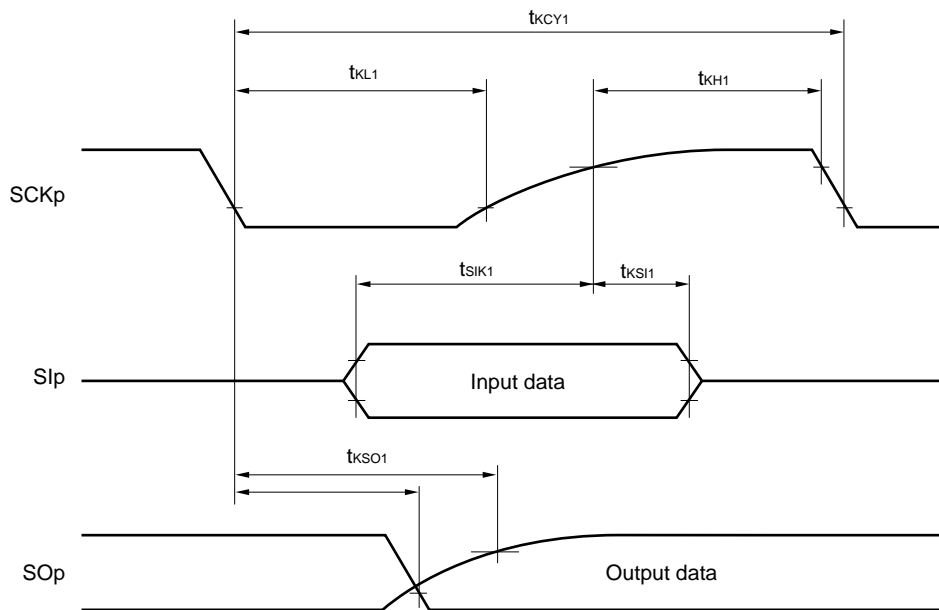 tKCY1
tKL1
tKH1
SCKp
tSIK1
tKSI1
SIp
Input data
tKSO1
SOp
Output data